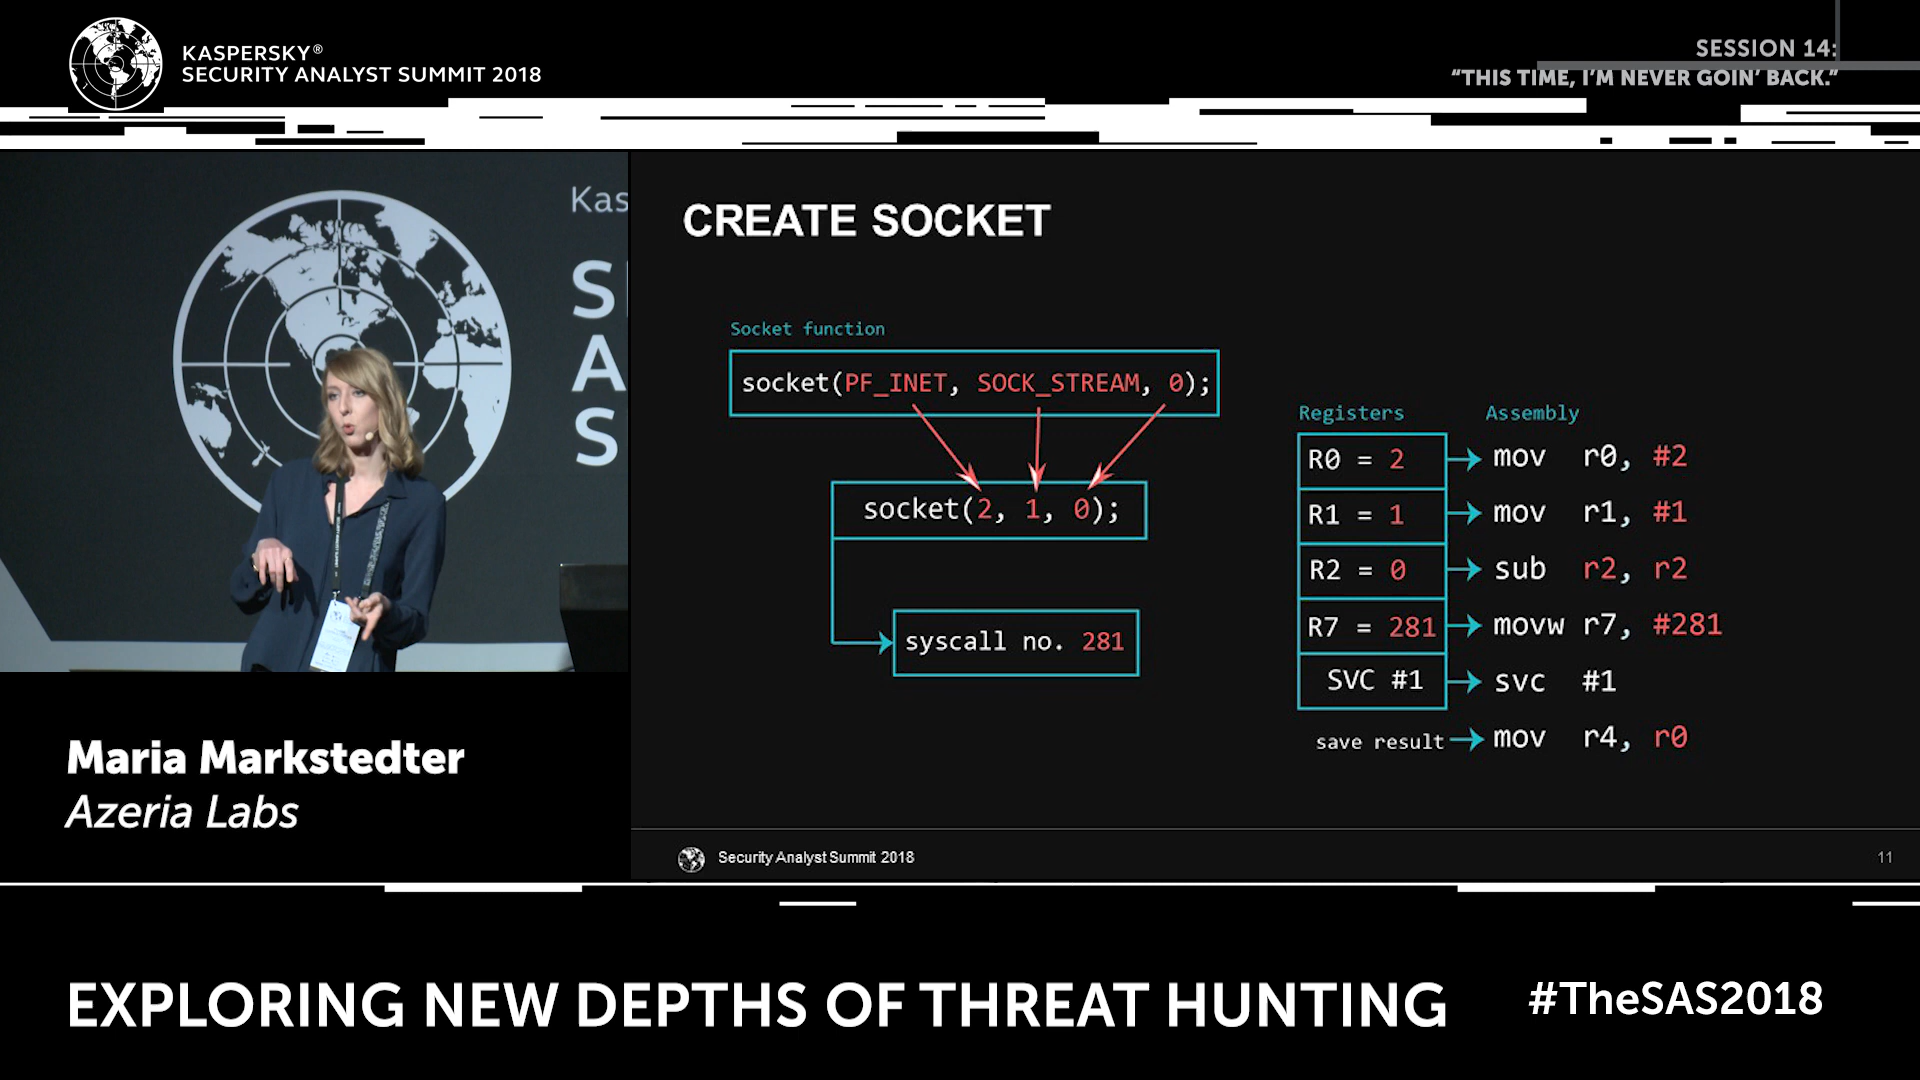 KASPERSKY®
SECURITY ANALYST SUMMIT 2018
SESSION 14:
“THIS TIME, I’M NEVER GOIN’ BACK.”
Kas
S
A
S
Maria Markstedter
Azeria Labs
CREATE SOCKET
Socket function
socket(PF_INET, SOCK_STREAM, 0);
socket(2, 1, 0);
syscall no. 281
Registers Assembly
R0 = 2 mov r0, #2
R1 = 1 mov r1, #1
R2 = 0 sub r2, r2
R7 = 281 movw r7, #281
SVC #1 svc #1
save result mov r4, r0
Security Analyst Summit 2018
11
EXPLORING NEW DEPTHS OF THREAT HUNTING
#TheSAS2018